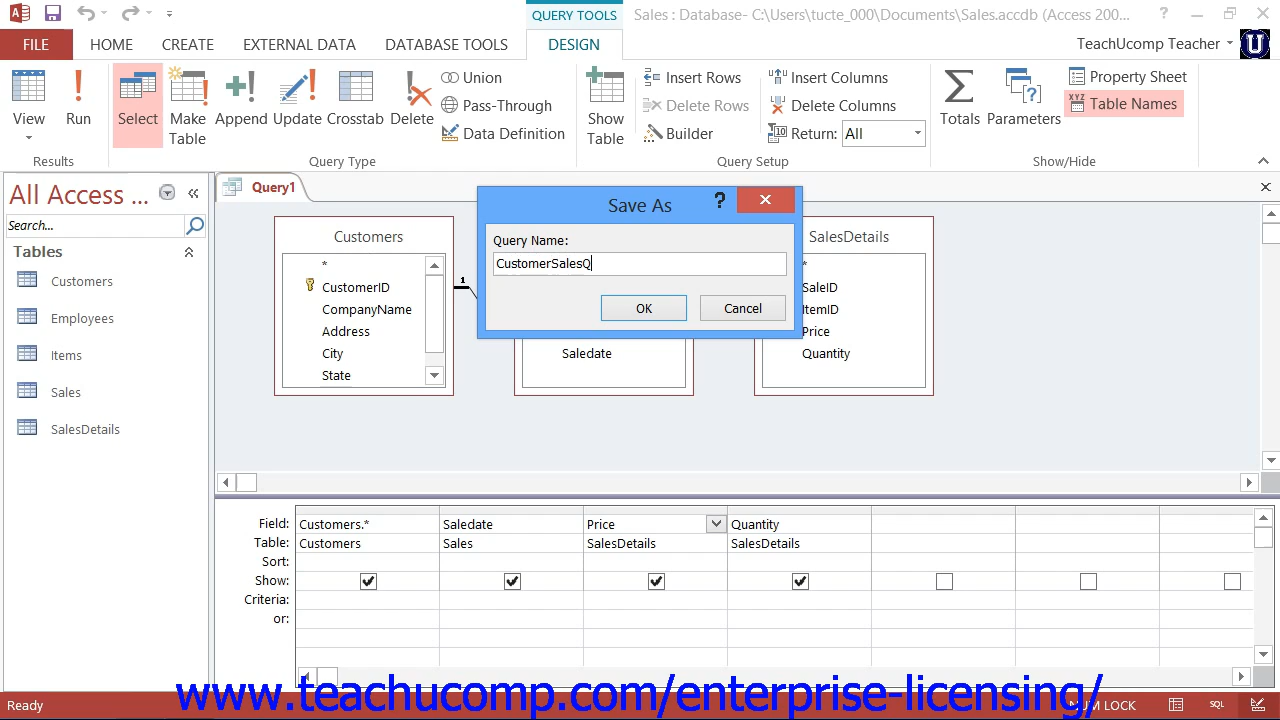 QUERY TOOLS
Sales : Database- C:\Users\tucte_000\Documents\Sales.accdb (Access 200...
?
FILE HOME CREATE EXTERNAL DATA DATABASE TOOLS DESIGN
TeachUcomp Teacher
View
Run
Results
Select
Make Table
Append
Update
Crosstab
Delete
Union
Pass-Through
Data Definition
Query Type
Show Table
Insert Rows
Delete Rows
Builder
Insert Columns
Delete Columns
Return: All
Query Setup
Totals
Parameters
Property Sheet
Table Names
Show/Hide
All Access ...
Search...
Tables
Customers
Employees
Items
Sales
SalesDetails
Query1
Customers
*
CustomerID
CompanyName
Address
City
State
1
Save As
?
Query Name:
CustomerSalesQ
OK Cancel
Saledate
SalesDetails
*
SaleID
ItemID
Price
Quantity
Field: Customers.* Saledate Price Quantity
Table: Customers Sales SalesDetails SalesDetails
Sort:
Show:
Criteria:
or:
www.teachucomp.com/enterprise-licensing/
Ready
NUM LOCK
SQL